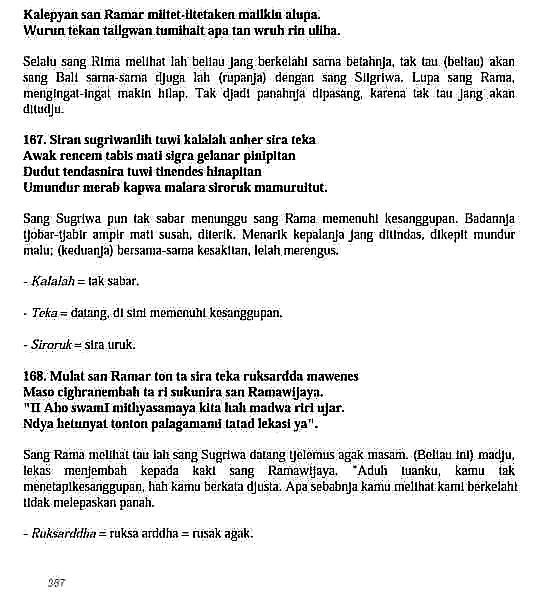 Kalepyan san Ramar miltet-iltetaken mailkin alupa.
Wurun tekan tailgwan tumihalt apa tan wruh rin uliha.
Selalu sang Rima melihat lah beliau jang berkelahi sama betahnja, tak tau (beliau) akan
sang Bali sama-sama djuga lah (rupanja) dengan sang Silgriwa. Lupa sang Rama,
mengingat-ingat makin hilap. Tak djadi panahnja dipasang, karena tak tau jang akan
ditudju.
167. Siran sugriwanlih tuwi kalalah anher sira teka
Awak rencem tabis mati sigra gelanar pinipitan
Dudut tendasnira tuwi tinendes hinapitan
Umundur merab kapwa malara siroruk mamuruitut.
Sang Sugriwa pun tak sabar menunggu sang Rama memenuhi kesanggupan. Badannja
tjobar-tjabir ampir mati susah, diterik. Menarik kepalanja jang ditindas, dikepit mundur
malu; (keduanja) bersama-sama kesakitan, lelah merengus.
- Kalalah = tak sabar.
- Teka = datang, di sini memenuhi kesanggupan.
- Siroruk = sira uruk.
168. Mulat san Ramar ton ta sira teka ruksardda mawenes
Maso cighranembah ta ri sukunira san Ramawijaya.
"II Aho swamI mithyasamaya kita hah madwa riri ujar.
Ndya hetunyat tonton palagamami tatad lekasi ya".
Sang Rama melihat tau lah sang Sugriwa datang tjelemus agak masam. (Beliau ini) madju,
lekas menjembah kepada kaki sang Ramawijaya. "Aduh tuanku, kamu tak
menetapikesanggupan, hah kamu berkata djusta. Apa sebabnja kamu melihat kami berkelahi
tidak melepaskan panah.
- Ruksarddha = ruksa arddha = rusak agak.
287